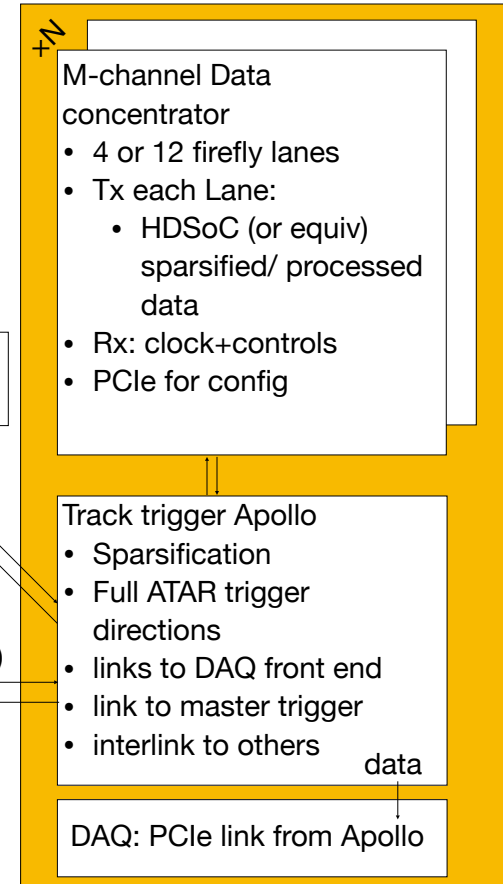 ×N
M-channel Data
concentrator
• 4 or 12 firefly lanes
• Tx each Lane:
• HDSoC (or equiv)
sparsified/ processed
data
• Rx: clock+controls
• PCIe for config
Track trigger Apollo
• Sparsification
• Full ATAR trigger
directions
• links to DAQ front end
• link to master trigger
• interlink to others
data
DAQ: PCIe link from Apollo
)